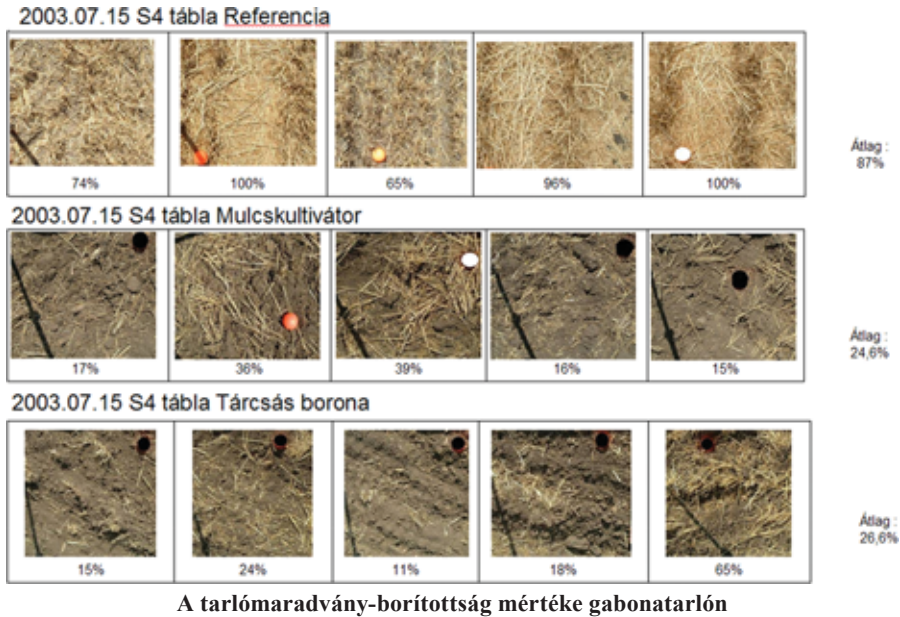 2003.07.15 S4 tábla Referencia
74% 100% 65% 96% 100%
Átlag :
87%
2003.07.15 S4 tábla Mulcskultivátor
17% 36% 39% 16% 15%
Átlag :
24,6%
2003.07.15 S4 tábla Tárcsás borona
15% 24% 11% 18% 65%
Átlag :
26,6%
A tarlómaradvány-borítottság mértéke gabonatarlón